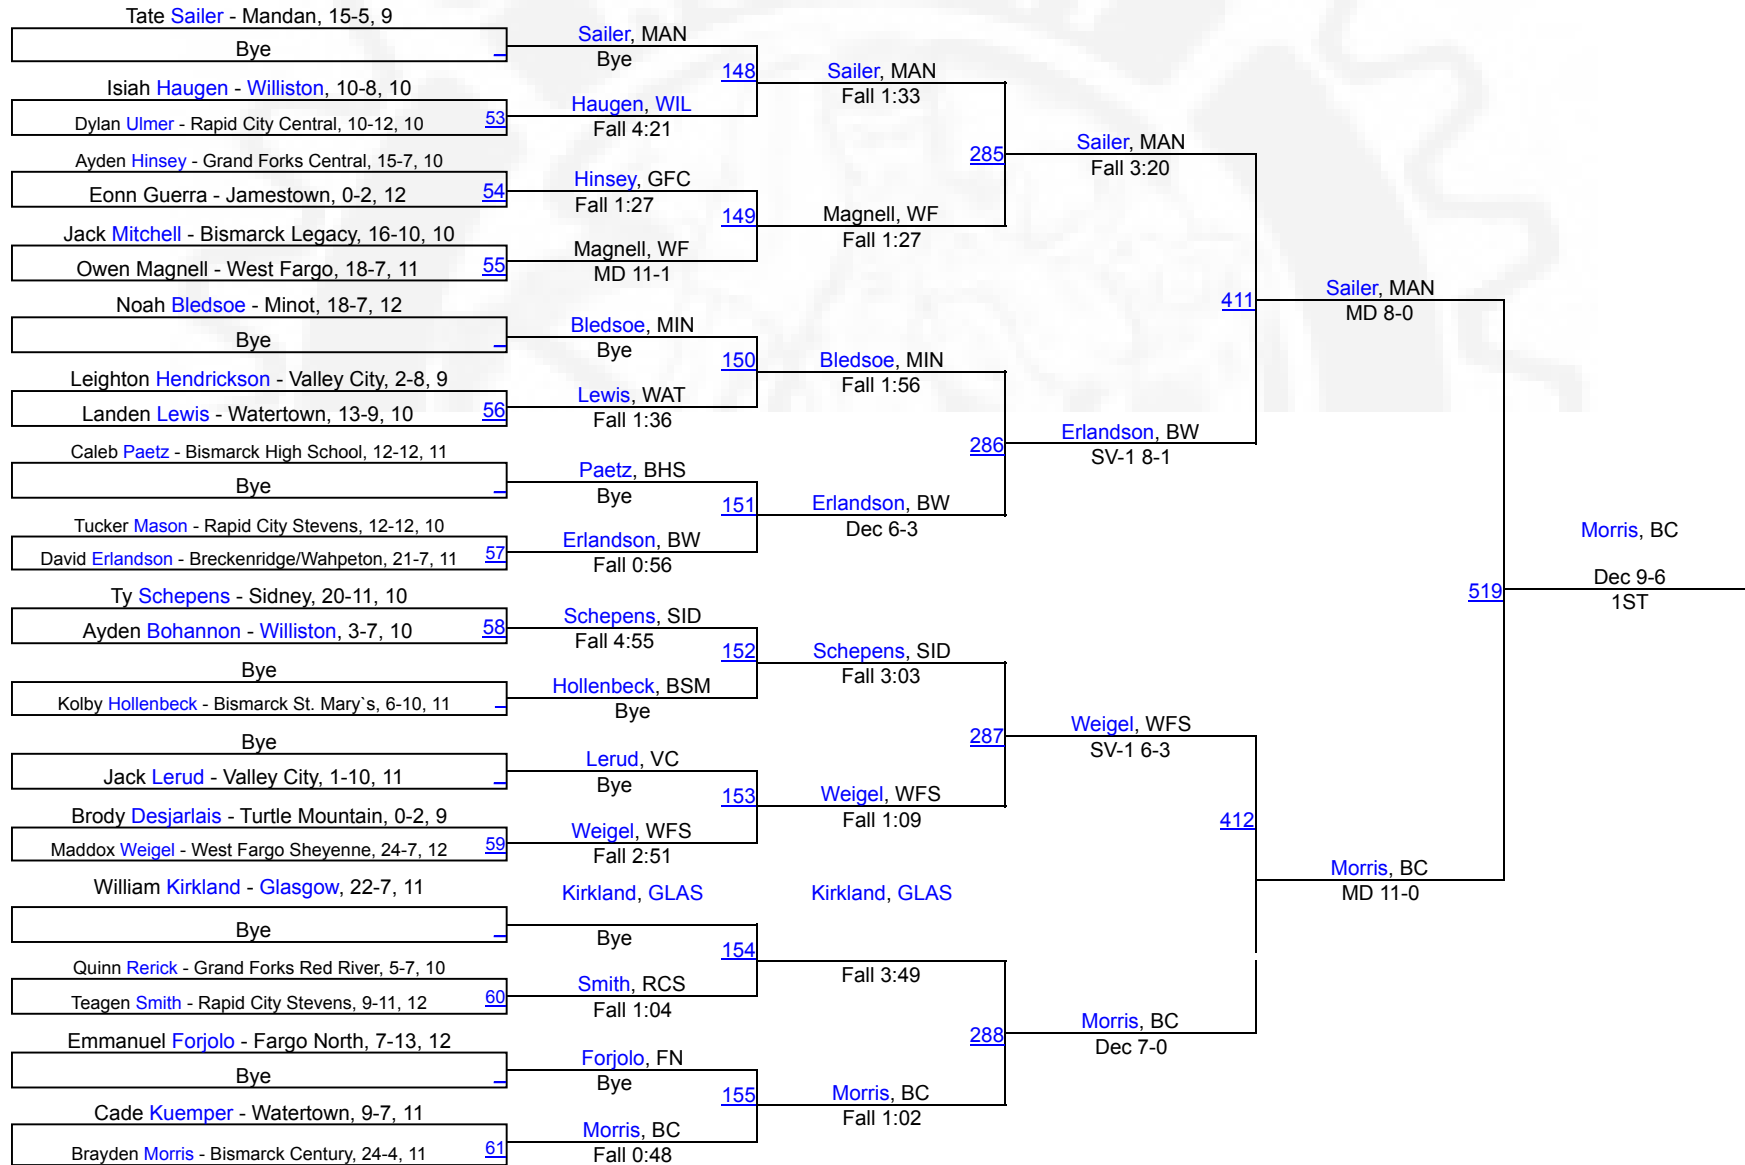 Tate Sailer - Mandan, 15-5, 9
Bye
Isiah Haugen - Williston, 10-8, 10
Dylan Ulmer - Rapid City Central, 10-12, 10
53
Ayden Hinsey - Grand Forks Central, 15-7, 10
Eonn Guerra - Jamestown, 0-2, 12
54
Jack Mitchell - Bismarck Legacy, 16-10, 10
Owen Magnell - West Fargo, 18-7, 11
55
Noah Bledsoe - Minot, 18-7, 12
Bye
Leighton Hendrickson - Valley City, 2-8, 9
Landen Lewis - Watertown, 13-9, 10
56
Caleb Paetz - Bismarck High School, 12-12, 11
Bye
Tucker Mason - Rapid City Stevens, 12-12, 10
David Erlandson - Breckenridge/Wahpeton, 21-7, 11
57
Ty Schepens - Sidney, 20-11, 10
Ayden Bohannon - Williston, 3-7, 10
58
Bye
Kolby Hollenbeck - Bismarck St. Mary`s, 6-10, 11
Bye
Jack Lerud - Valley City, 1-10, 11
Brody Desjarlais - Turtle Mountain, 0-2, 9
Maddox Weigel - West Fargo Sheyenne, 24-7, 12
59
William Kirkland - Glasgow, 22-7, 11
Bye
Quinn Rerick - Grand Forks Red River, 5-7, 10
Teagen Smith - Rapid City Stevens, 9-11, 12
60
Emmanuel Forjolo - Fargo North, 7-13, 12
Bye
Cade Kuemper - Watertown, 9-7, 11
Brayden Morris - Bismarck Century, 24-4, 11
61
Sailer, MAN
Bye
148
Haugen, WIL
Fall 4:21
Hinsey, GFC
Fall 1:27
149
Magnell, WF
MD 11-1
Bledsoe, MIN
Bye
150
Lewis, WAT
Fall 1:36
Paetz, BHS
Bye
151
Erlandson, BW
Fall 0:56
Schepens, SID
Fall 4:55
152
Hollenbeck, BSM
Bye
Lerud, VC
Bye
153
Weigel, WFS
Fall 2:51
Kirkland, GLAS
Bye
154
Smith, RCS
Fall 1:04
Forjolo, FN
Bye
155
Morris, BC
Fall 0:48
Sailer, MAN
Fall 1:33
285
Magnell, WF
Fall 1:27
Bledsoe, MIN
Fall 1:56
286
Erlandson, BW
Dec 6-3
Schepens, SID
Fall 3:03
287
Weigel, WFS
Fall 1:09
Kirkland, GLAS
Fall 3:49
288
Morris, BC
Fall 1:02
Sailer, MAN
Fall 3:20
411
Erlandson, BW
SV-1 8-1
Weigel, WFS
SV-1 6-3
412
Morris, BC
Dec 7-0
Sailer, MAN
MD 8-0
519
Morris, BC
MD 11-0
Morris, BC
Dec 9-6
1ST